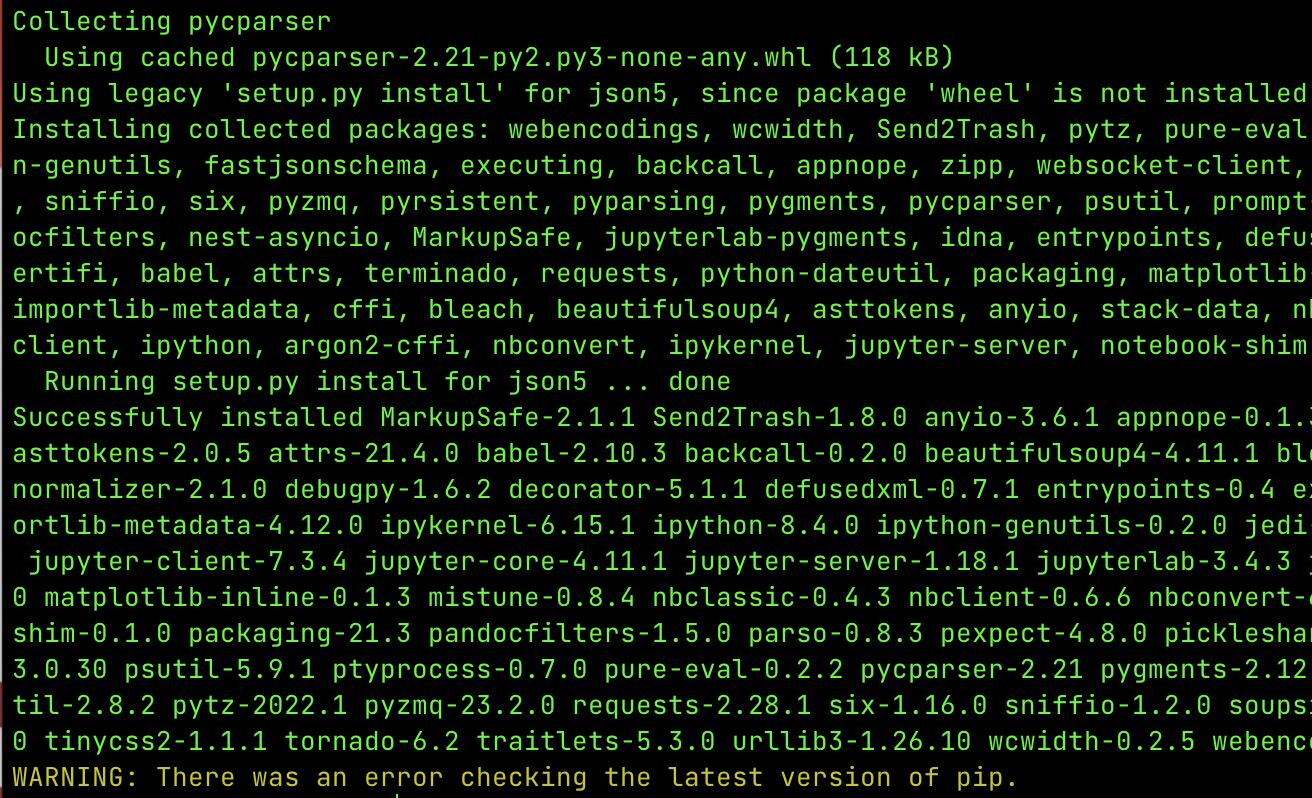 Collecting pycparser
Using cached pycparser-2.21-py2.py3-none-any.whl (118 kB)
Using legacy 'setup.py install' for json5, since package 'wheel' is not installed
Installing collected packages: webencodings, wcwidth, Send2Trash, pytz, pure-eval
n-genutils, fastjsonschema, executing, backcall, appnope, zipp, websocket-client,
, sniffio, six, pyzmq, pyrsistent, pyparsing, pygments, pycparser, psutil, prompt
ocfilters, nest-asyncio, MarkupSafe, jupyterlab-pygments, idna, entrypoints, defus
ertifi, babel, attrs, terminado, requests, python-dateutil, packaging, matplotlib
importlib-metadata, cffi, bleach, beautifulsoup4, asttokens, anyio, stack-data,
client, ipython, argon2-cffi, nbconvert, ipykernel, jupyter-server, notebook-shim
Running setup.py install for json5 ... done
Successfully installed MarkupSafe-2.1.1 Send2Trash-1.8.0 anyio-3.6.1 appnope-0.1.3
asttokens-2.0.5 attrs-21.4.0 babel-2.10.3 backcall-0.2.0 beautifulsoup4-4.11.1
normalizer-2.1.0 debugpy-1.6.2 decorator-5.1.1 defusedxml-0.7.1 entrypoints-0.4
ortlib-metadata-4.12.0 ipykernel-6.15.1 ipython-8.4.0 ipython-genutils-0.2.0 jedi
jupyter-client-7.3.4 jupyter-core-4.11.1 jupyter-server-1.18.1 jupyterlab-3.4.3
0 matplotlib-inline-0.1.3 mistune-0.8.4 nbclassic-0.4.3 nbclient-0.6.6 nbconvert-
shim-0.1.0 packaging-21.3 pandocfilters-1.5.0 parso-0.8.3 pexpect-4.8.0 picklesha
3.0.30 psutil-5.9.1 ptyprocess-0.7.0 pure-eval-0.2.2 pycparser-2.21 pygments-2.12
til-2.8.2 pytz-2022.1 pyzmq-23.2.0 requests-2.28.1 six-1.16.0 sniffio-1.2.0 soups
0 tinycss2-1.1.1 tornado-6.2 traitlets-5.3.0 urllib3-1.26.10 wcwidth-0.2.5 webenc
WARNING: There was an error checking the latest version of pip.